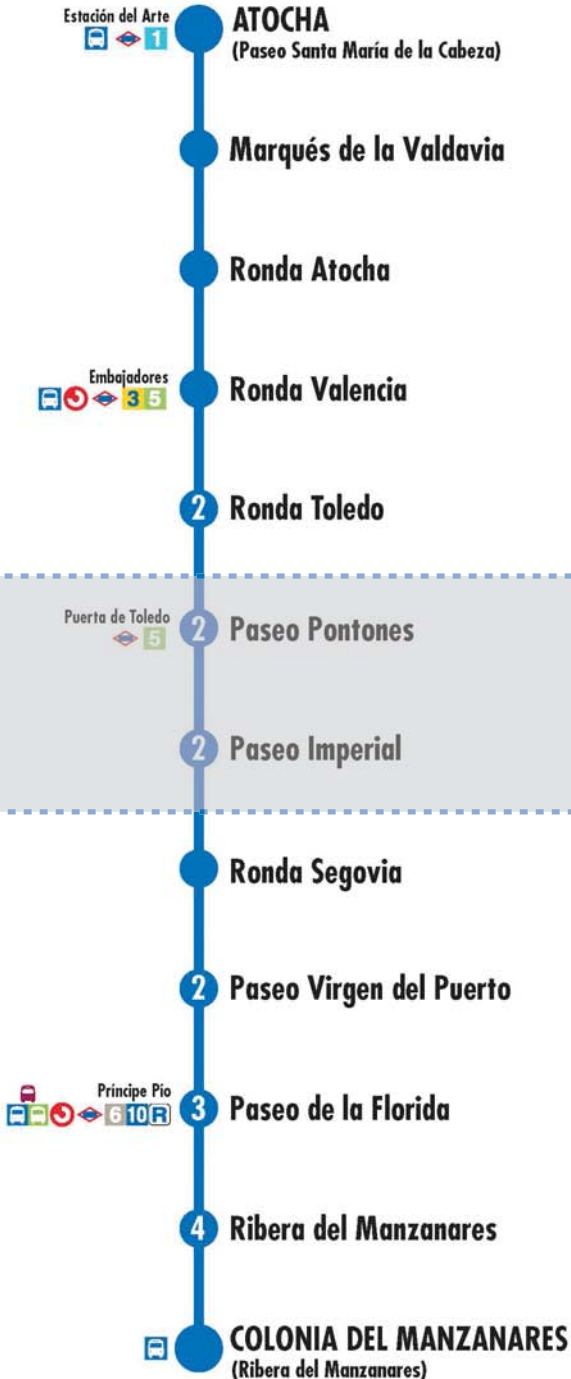 Estación del Arte
1
ATOCHA
(Paseo Santa María de la Cabeza)
Marqués de la Valdavia
Ronda Atocha
Embajadores
3 5
Ronda Valencia
2 Ronda Toledo
Puerta de Toledo
5
2 Paseo Pontones
2 Paseo Imperial
Ronda Segovia
2 Paseo Virgen del Puerto
Príncipe Pío
6 10 R
3 Paseo de la Florida
4 Ribera del Manzanares
COLONIA DEL MANZANARES
(Ribera del Manzanares)